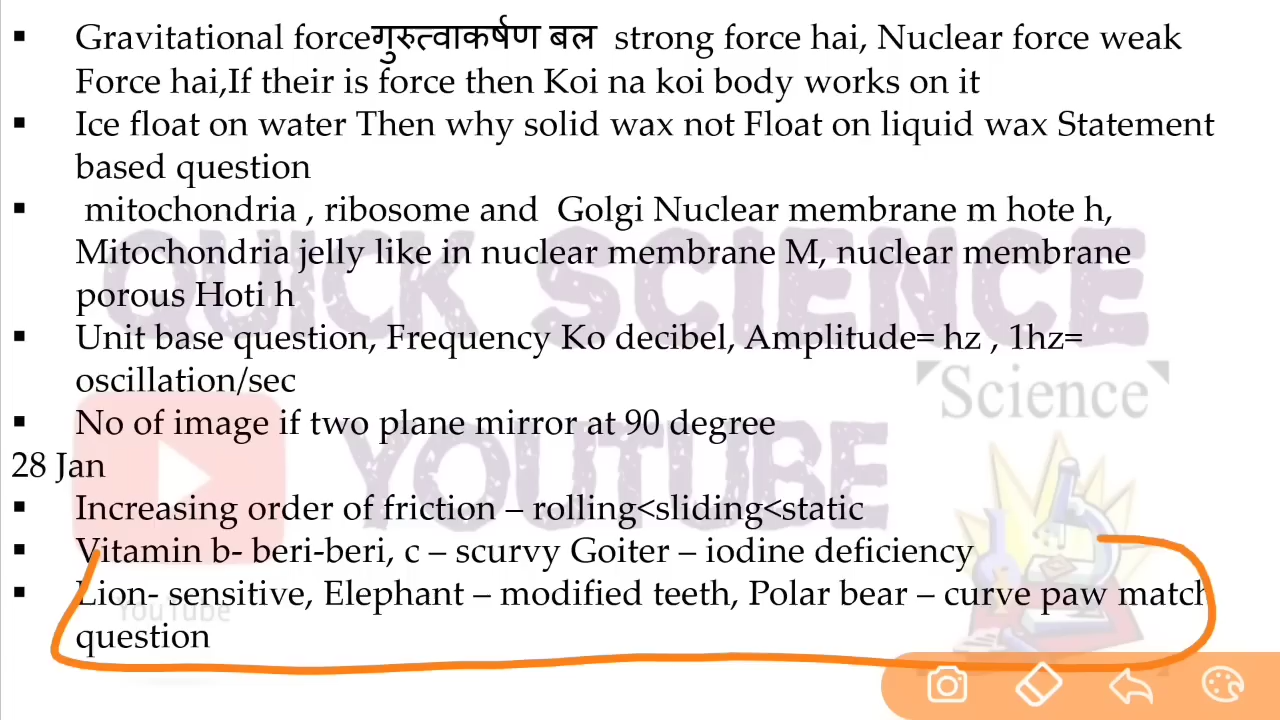 ▪ Gravitational forceगुरुत्वाकर्षण बल strong force hai, Nuclear force weak
Force hai,If their is force then Koi na koi body works on it
▪ Ice float on water Then why solid wax not Float on liquid wax Statement
based question
▪ mitochondria , ribosome and Golgi Nuclear membrane m hote h,
Mitochondria jelly like in nuclear membrane M, nuclear membrane
porous Hoti h
▪ Unit base question, Frequency Ko decibel, Amplitude= hz , 1hz=
oscillation/sec
▪ No of image if two plane mirror at 90 degree
28 Jan
▪ Increasing order of friction – rolling<sliding<static
▪ Vitamin b- beri-beri, c – scurvy Goiter – iodine deficiency
▪ Lion- sensitive, Elephant – modified teeth, Polar bear – curve paw match
question
QUICK SCIENCE
Science
YOUTUBE
YouTube